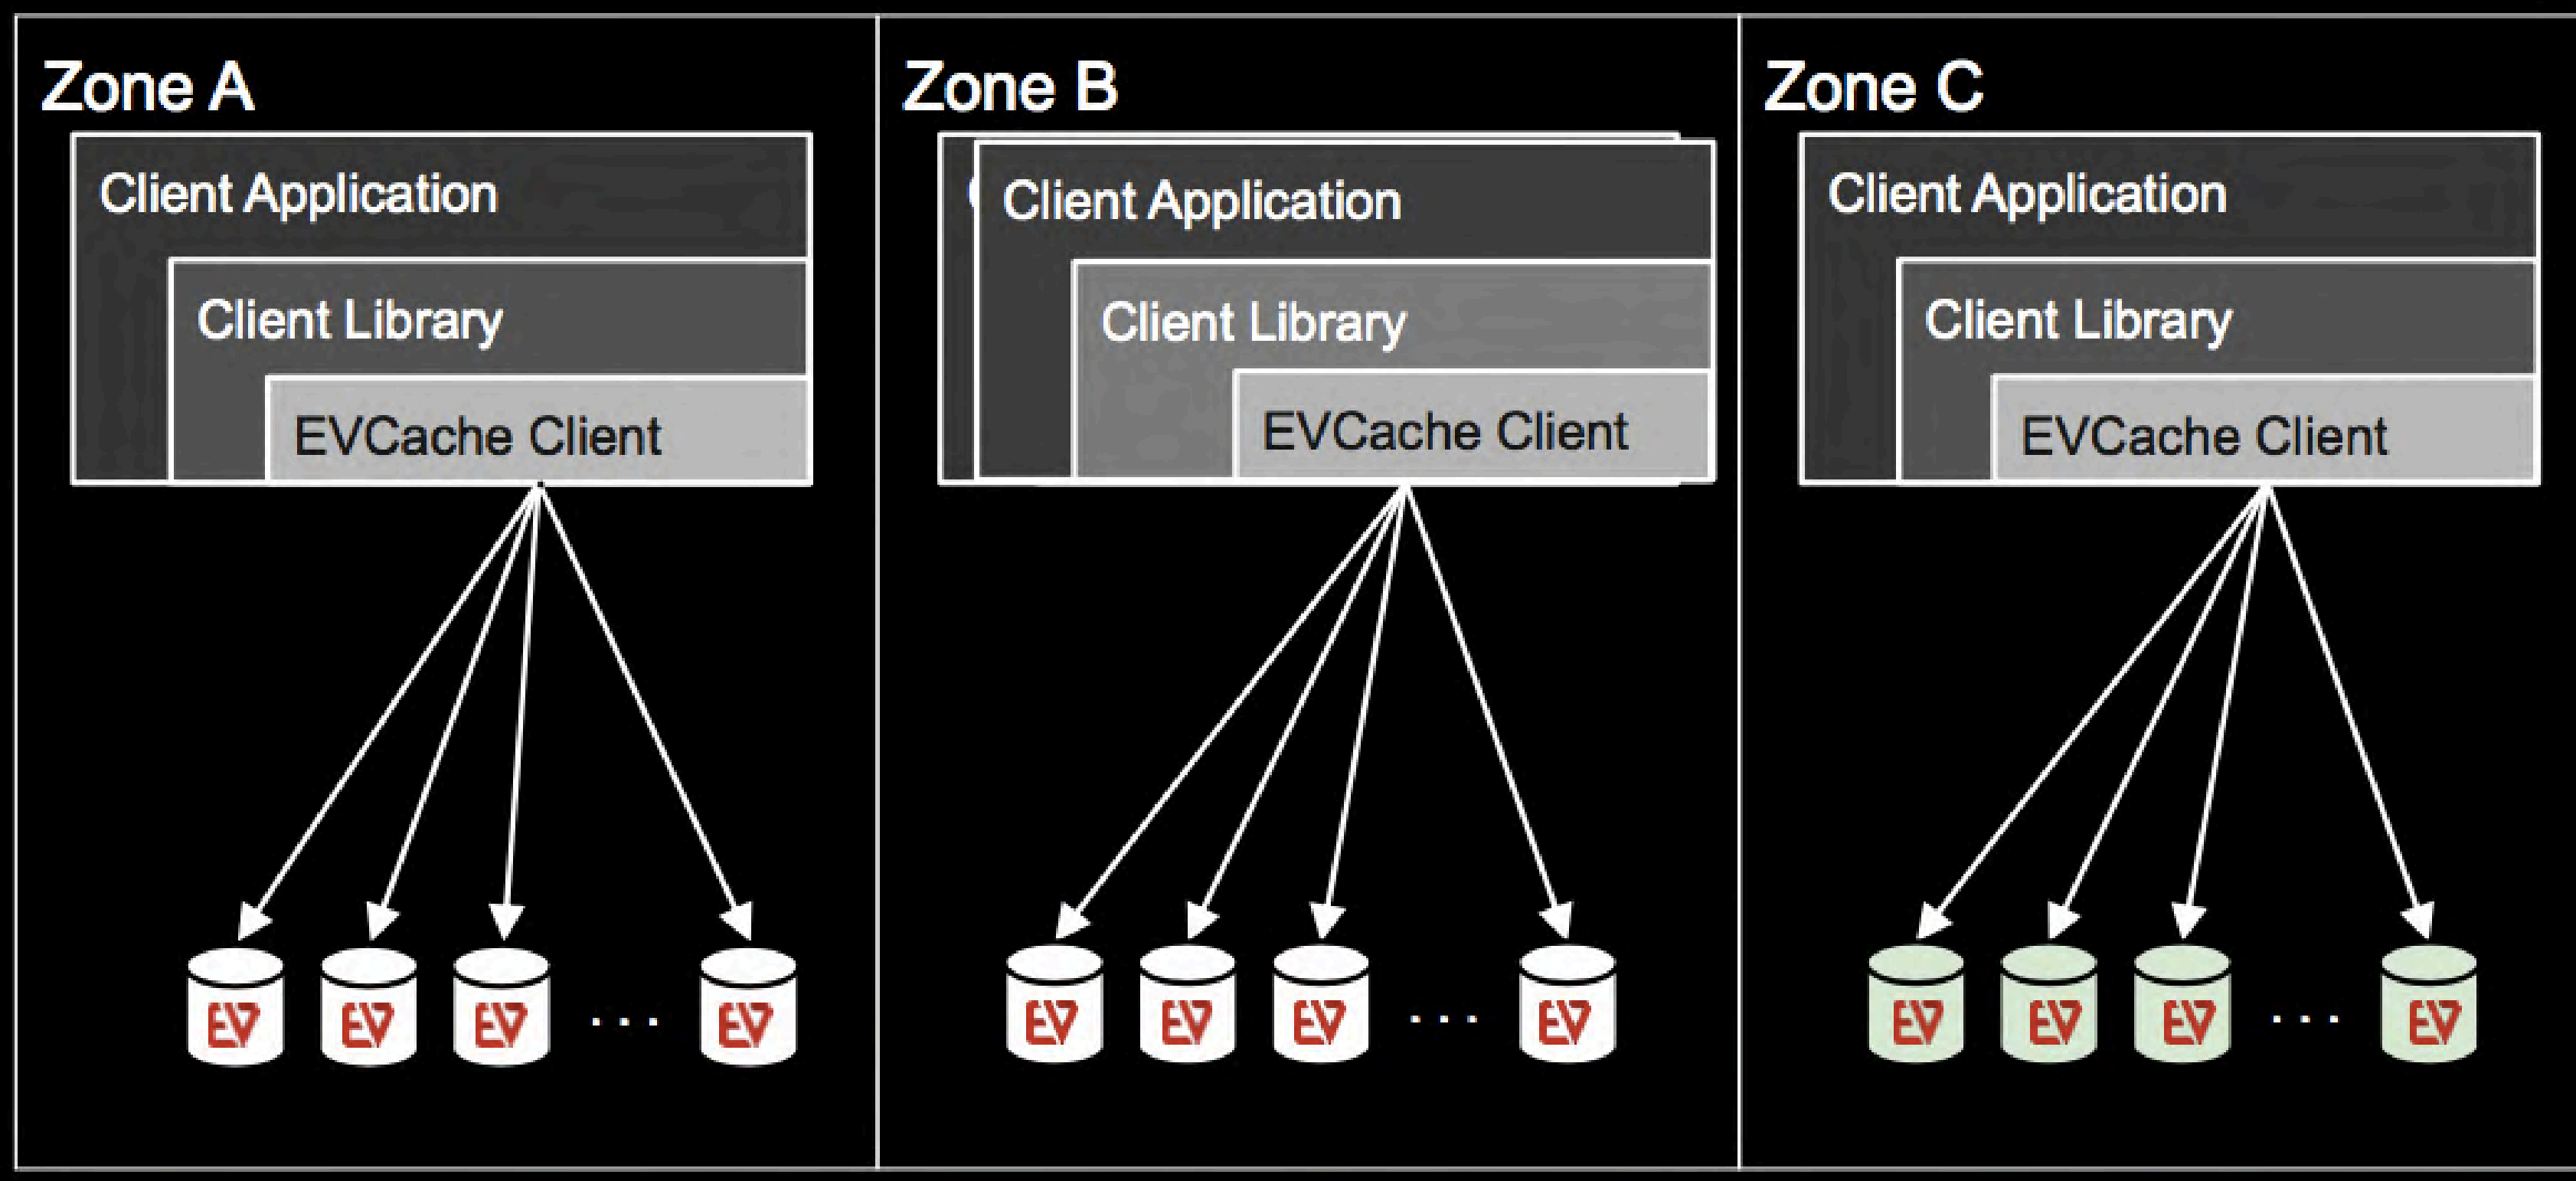 Zone A
Client Application
Client Library
EVCache Client
EV EV EV . . . EV
Zone B
Client Application
Client Library
EVCache Client
EV EV EV . . . EV
Zone C
Client Application
Client Library
EVCache Client
EV EV EV . . . EV